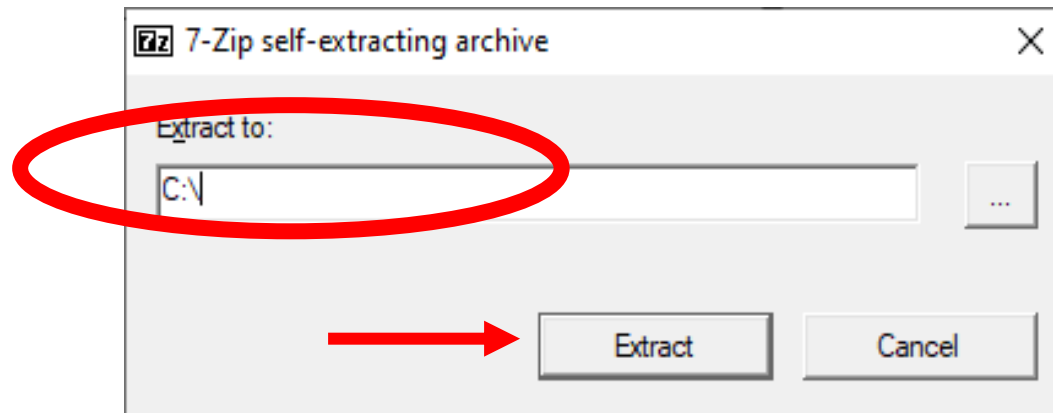 7z 7-Zip self-extracting archive
Extract to:
C:\
...
Extract
Cancel